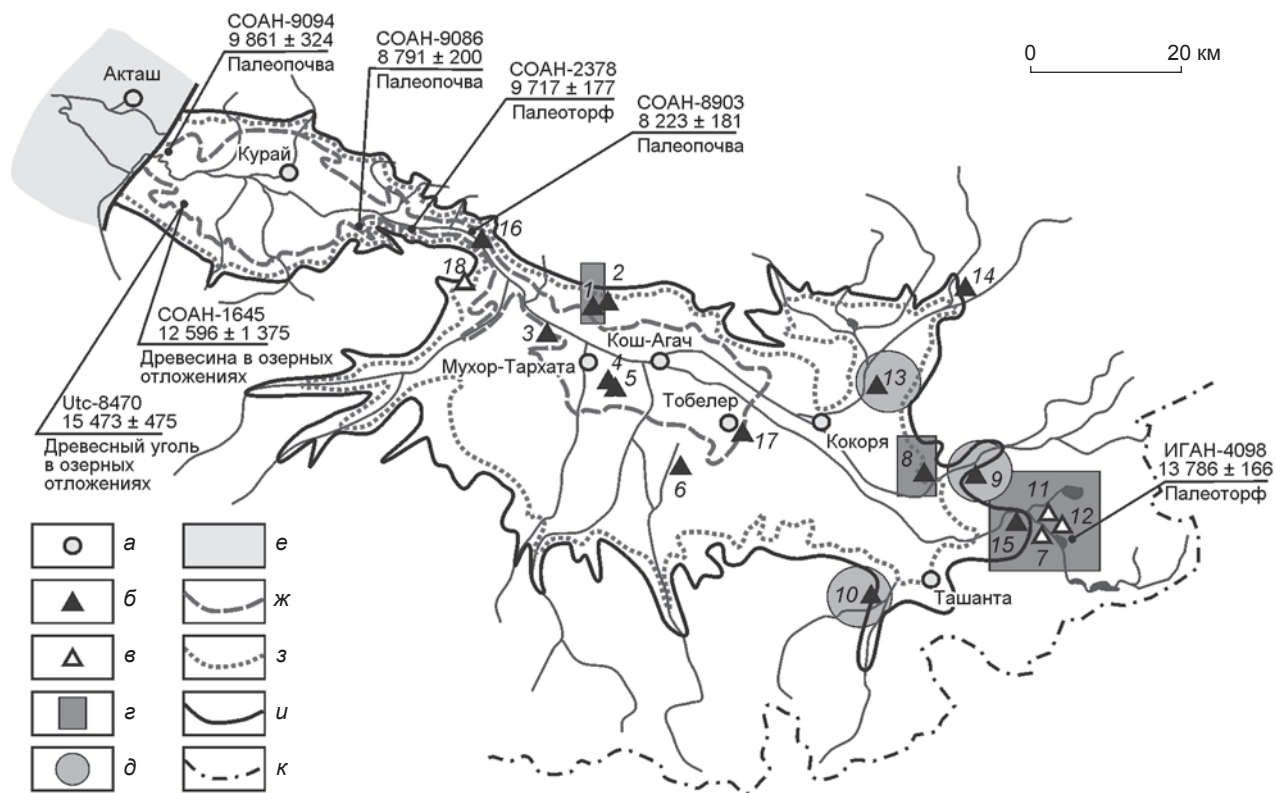 СОАН-9094
9 861 ± 324
Палеопочва
СОАН-9086
8 791 ± 200
Палеопочва
СОАН-2378
9 717 ± 177
Палеоторф
СОАН-8903
8 223 ± 181
Палеопочва
0 20 км
Акташ
Курай
16
18
2
1
14
3
Кош-Агач
Мухор-Тархата
4
5
13
СОАН-1645
12 596 ± 1 375
Древесина в озерных
отложениях
Utc-8470
15 473 ± 475
Древесный уголь
в озерных
отложениях
Тобелер
17
Кокоря
6
8
9
ИГАН-4098
13 786 ± 166
Палеоторф
11
12
15
7
10
Ташанта
а
б
в
г
д
е
ж
з
и
к